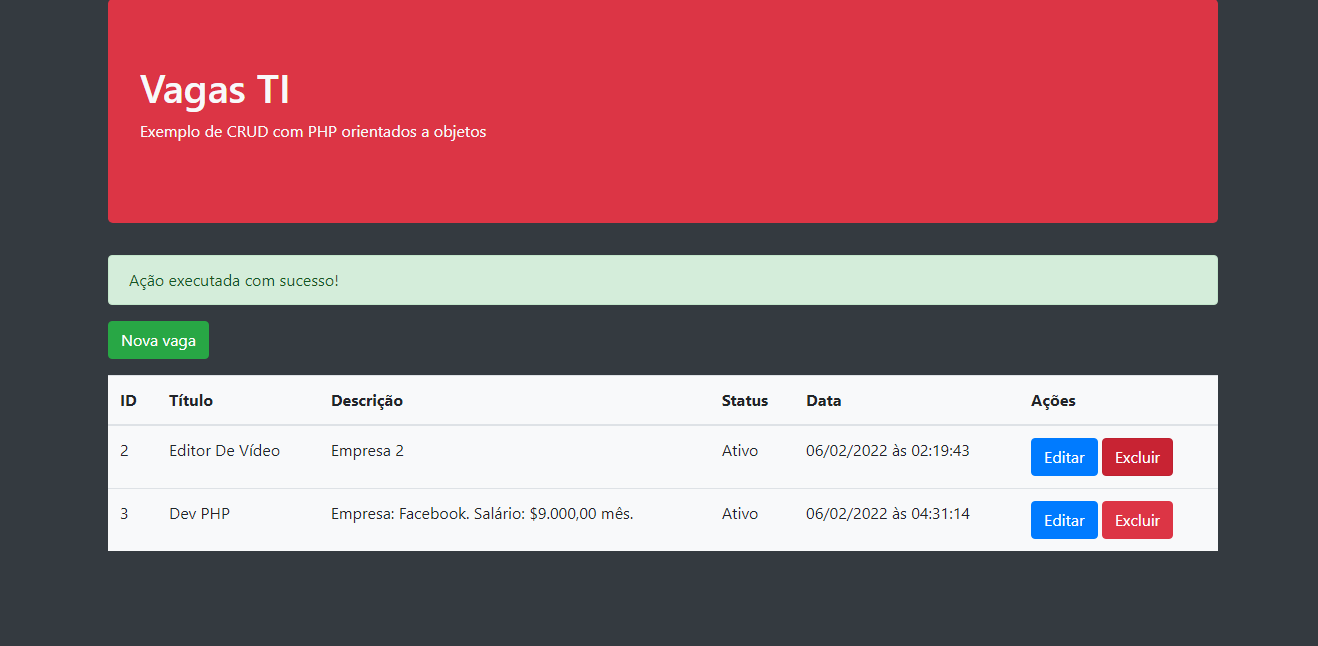 Vagas TI
Exemplo de CRUD com PHP orientados a objetos
Ação executada com sucesso!
Nova vaga
ID Título Descrição Status Data Ações
2 Editor De Vídeo Empresa 2 Ativo 06/02/2022 às 02:19:43 Editar Excluir
3 Dev PHP Empresa: Facebook. Salário: $9.000,00 mês. Ativo 06/02/2022 às 04:31:14 Editar Excluir